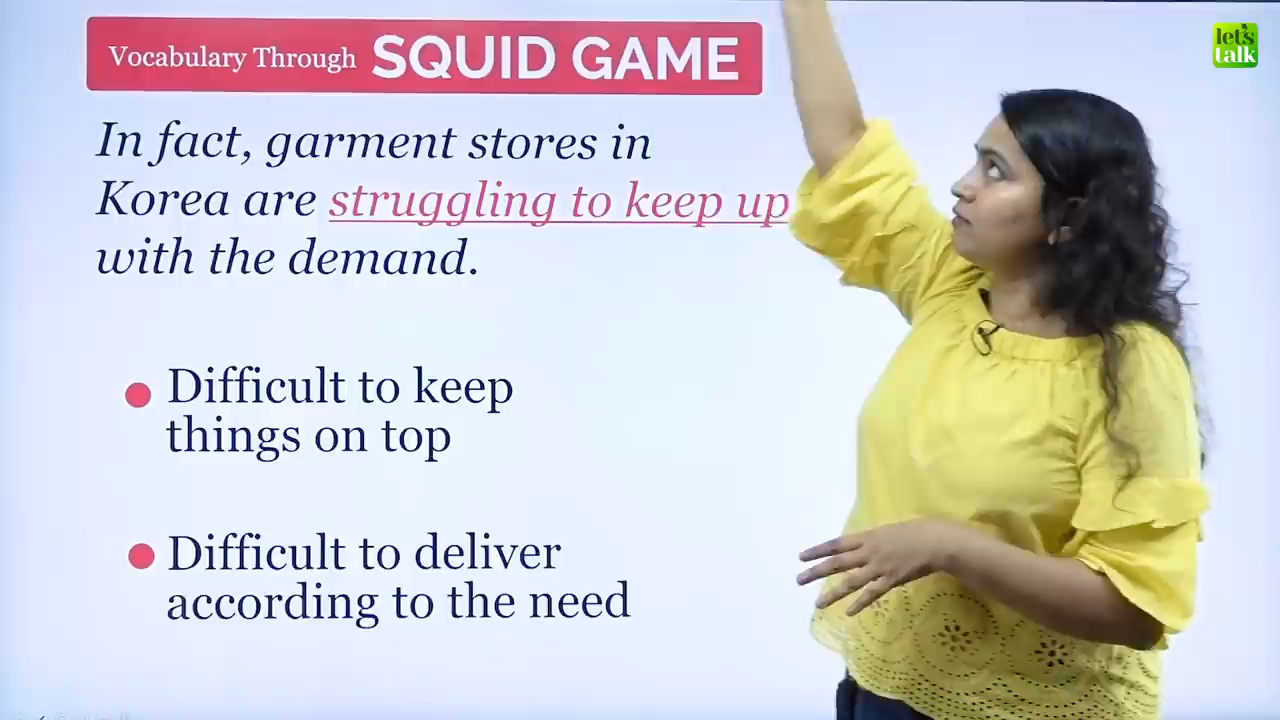 Vocabulary Through SQUID GAME
let's
talk
In fact, garment stores in
Korea are struggling to keep up
with the demand.
Difficult to keep
things on top
Difficult to deliver
according to the need